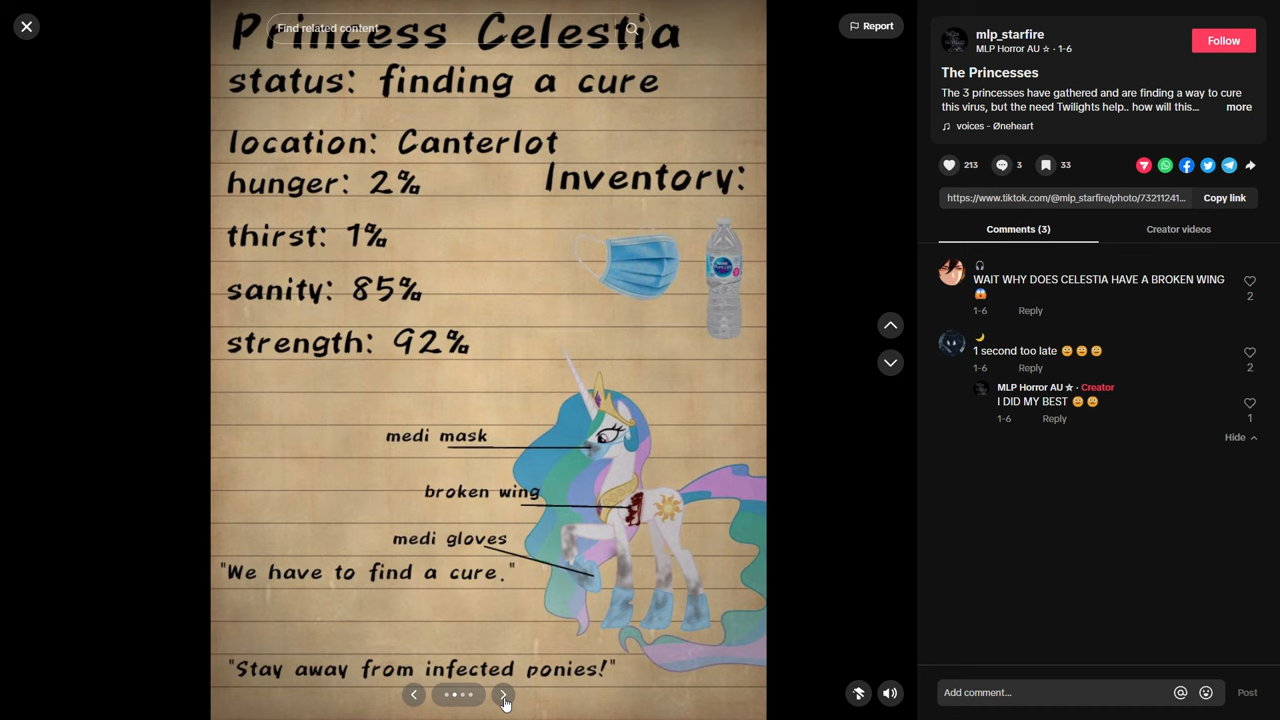 Find related content
Princess Celestia
status: finding a cure
location: Canterlot
hunger: 2%
Inventory:
thirst: 1%
sanity: 85%
strength: 92%
medi mask
broken wing
medi gloves
"We have to find a cure."
"Stay away from infected ponies!"
Report
mlp_starfire
MLP Horror AU ☆ · 1-6
Follow
The Princesses
The 3 princesses have gathered and are finding a way to cure
this virus, but the need Twilights help.. how will this...
more
♫ voices - Øneheart
213
3
33
https://www.tiktok.com/@mlp_starfire/photo/73211241...
Copy link
Comments (3)
Creator videos
🎧
WAIT WHY DOES CELESTIA HAVE A BROKEN WING
😱
2
1-6
Reply
🌙
1 second too late 😊😊😊
2
1-6
Reply
MLP Horror AU ☆ · Creator
I DID MY BEST 😊😊
1
1-6
Reply
Hide
Add comment...
Post